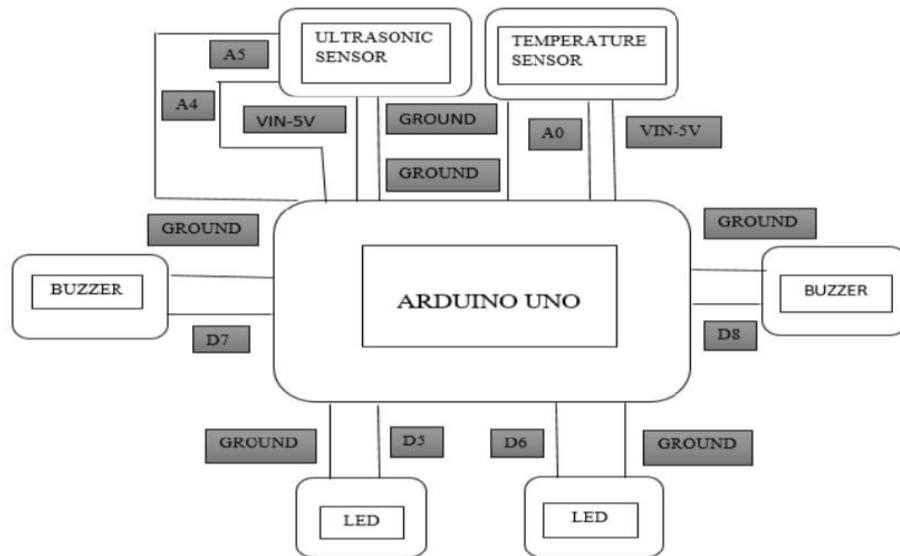 ULTRASONIC
SENSOR
TEMPERATURE
SENSOR
A5
A4
VIN-5V
GROUND
A0
VIN-5V
GROUND
GROUND
GROUND
BUZZER
ARDUINO UNO
BUZZER
D7
D8
GROUND
D5
D6
GROUND
LED
LED